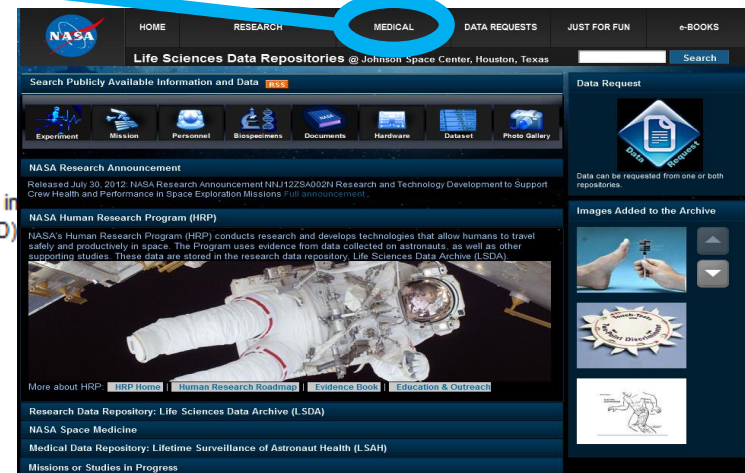 HOME RESEARCH MEDICAL DATA REQUESTS JUST FOR FUN e-BOOKS
NASA
Life Sciences Data Repositories @ Johnson Space Center, Houston, Texas
Search
Search Publicly Available Information and Data RSS
Experiment Mission Personnel Biospecimens Documents Hardware Dataset Photo Gallery
NASA Research Announcement
Released July 30, 2012: NASA Research Announcement NNJ12ZSA002N Research and Technology Development to Support
Crew Health and Performance in Space Exploration Missions Full announcement.
NASA Human Research Program (HRP)
NASA's Human Research Program (HRP) conducts research and develops technologies that allow humans to travel
safely and productively in space. The Program uses evidence from data collected on astronauts, as well as other
supporting studies. These data are stored in the research data repository, Life Sciences Data Archive (LSDA).
More about HRP: HRP Home | Human Research Roadmap | Evidence Book | Education & Outreach
Research Data Repository: Life Sciences Data Archive (LSDA)
NASA Space Medicine
Medical Data Repository: Lifetime Surveillance of Astronaut Health (LSAH)
Missions or Studies in Progress
Data Request
Data Request
Data can be requested from one or both
repositories.
Images Added to the Archive
Touch-Test
Two-Point Discriminator
in
D)